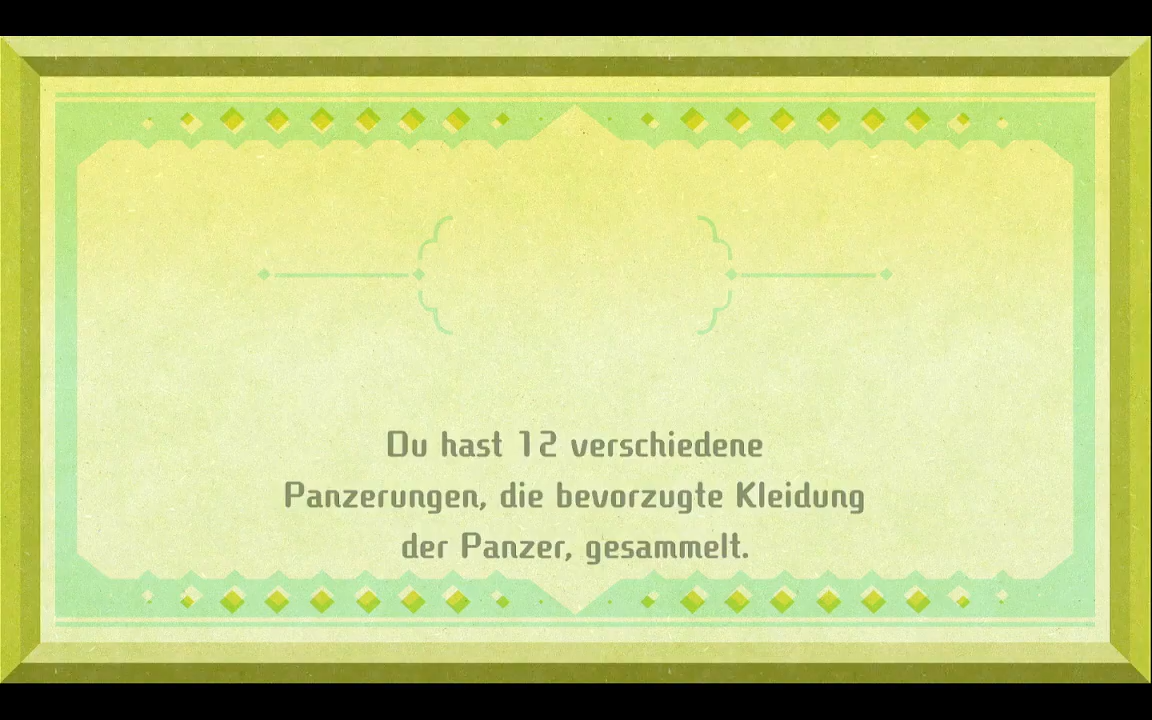 Du hast 12 verschiedene
Panzerungen, die bevorzugte Kleidung
der Panzer, gesammelt.